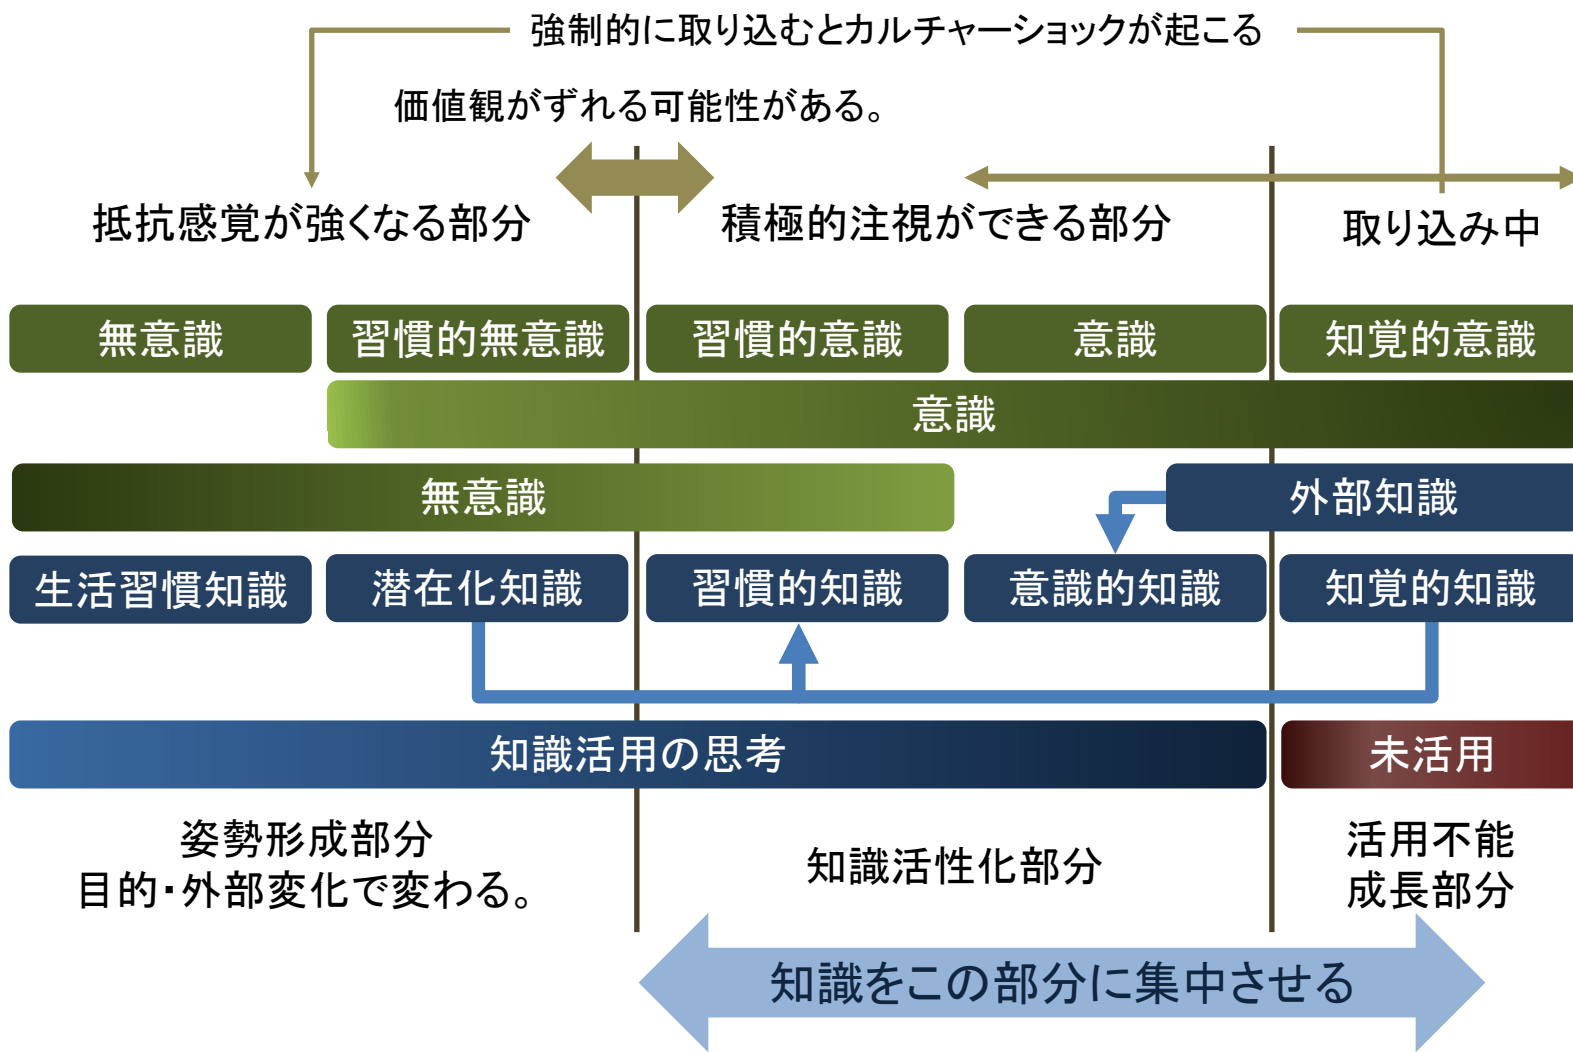 強制的に取り込むとカルチャーショックが起こる
価値観がずれる可能性がある。
抵抗感覚が強くなる部分
積極的注視ができる部分
取り込み中
無意識
習慣的無意識
習慣的意識
意識
知覚的意識
意識
無意識
外部知識
生活習慣知識
潜在化知識
習慣的知識
意識的知識
知覚的知識
知識活用の思考
未活用
姿勢形成部分
目的・外部変化で変わる。
知識活性化部分
活用不能
成長部分
知識をこの部分に集中させる